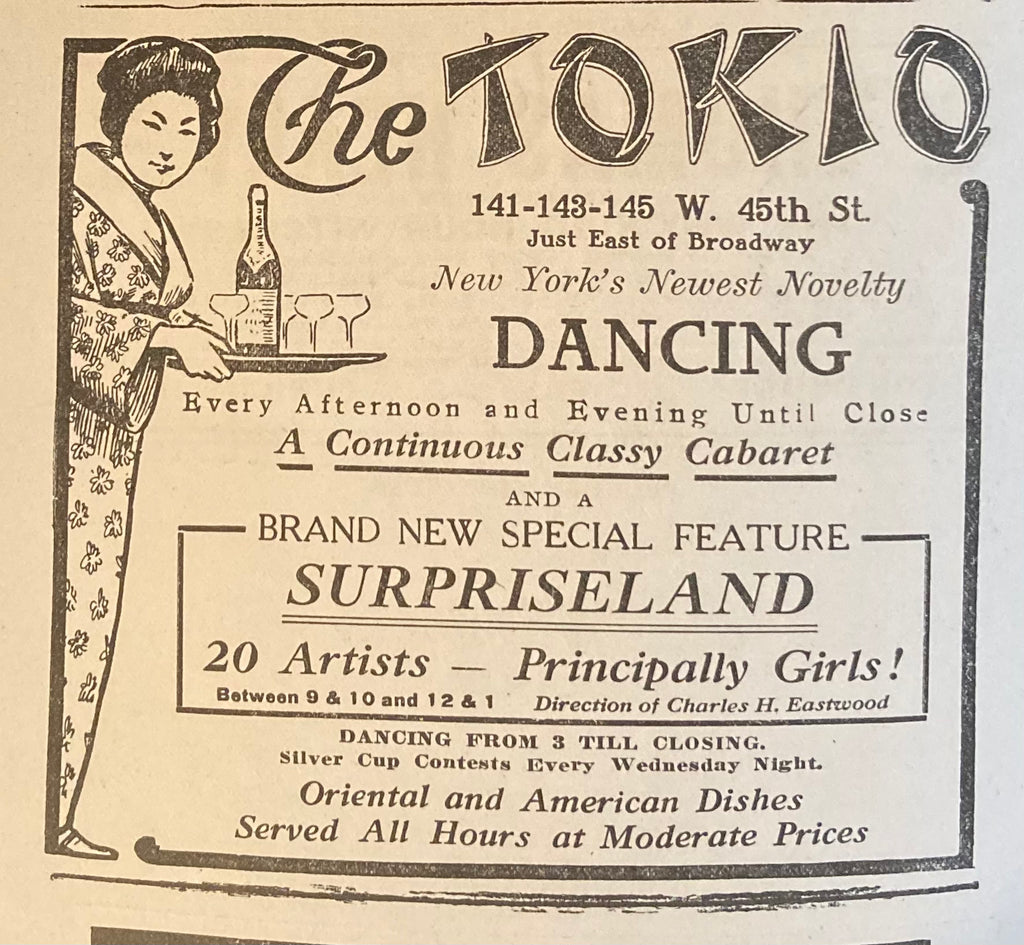 The TOKIO
141-143-145 W. 45th St.
Just East of Broadway
New York's Newest Novelty
DANCING
Every Afternoon and Evening Until Close
A Continuous Classy Cabaret
AND A
BRAND NEW SPECIAL FEATURE
SURPRISELAND
20 Artists — Principally Girls!
Between 9 & 10 and 12 & 1 Direction of Charles H. Eastwood
DANCING FROM 3 TILL CLOSING.
Silver Cup Contests Every Wednesday Night.
Oriental and American Dishes
Served All Hours at Moderate Prices